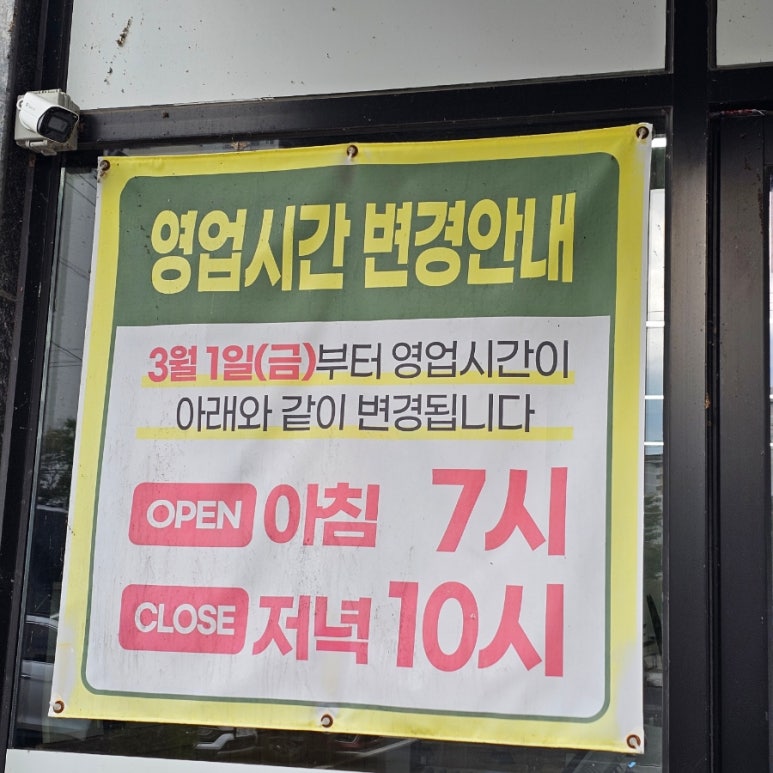 영업시간 변경안내
3월 1일(금)부터 영업시간이
아래와 같이 변경됩니다
OPEN 아침 7시
CLOSE 저녁 10시